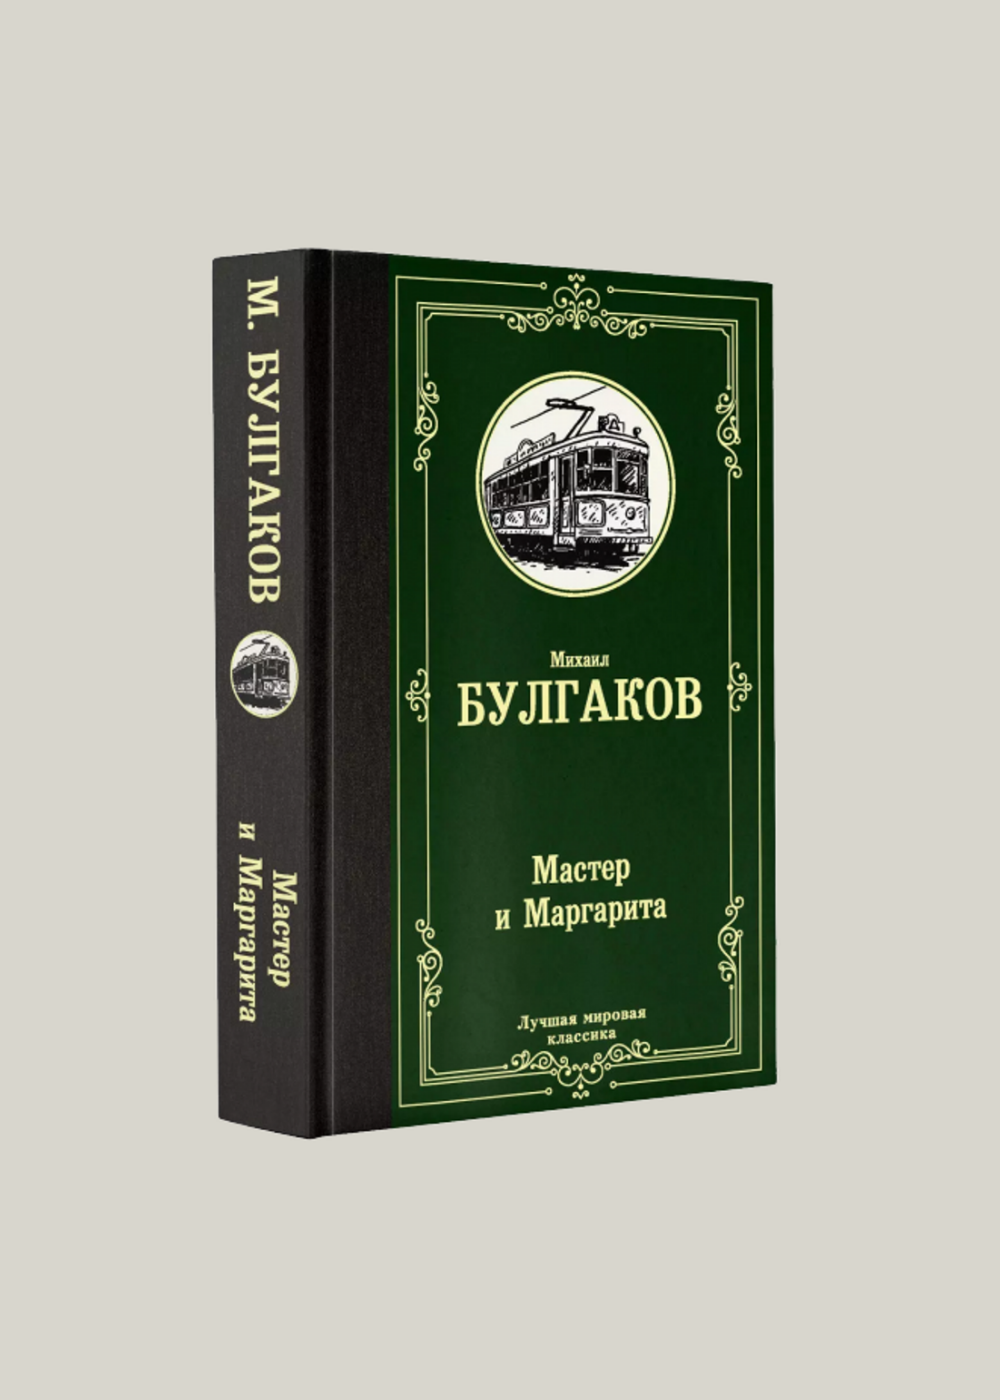 М. БУЛГАКОВ
Мастер
и Маргарита
Михаил
БУЛГАКОВ
Мастер
и Маргарита
Лучшая мировая
классика